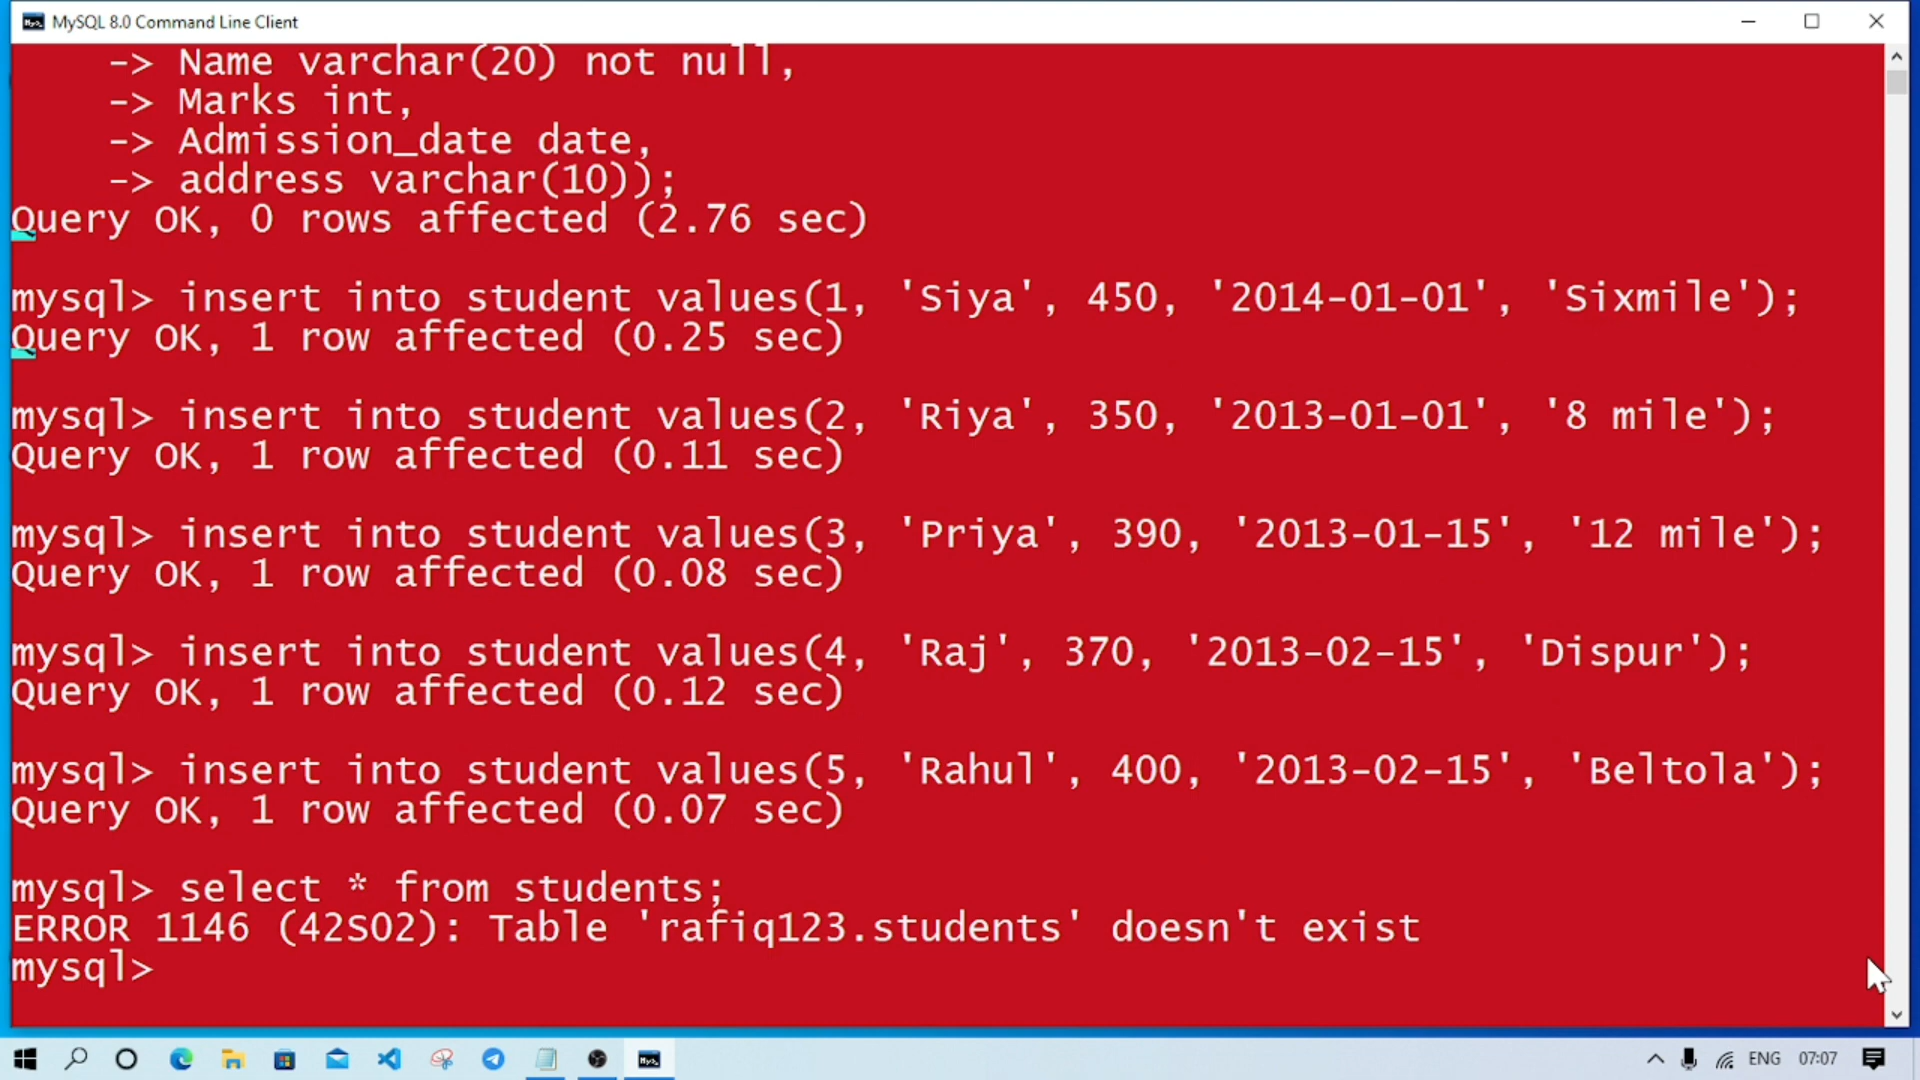 MySQL 8.0 Command Line Client
-> Name varchar(20) not null,
-> Marks int,
-> Admission_date date,
-> address varchar(10));
Query OK, 0 rows affected (2.76 sec)
mysql> insert into student values(1, 'Siya', 450, '2014-01-01', 'Sixmile');
Query OK, 1 row affected (0.25 sec)
mysql> insert into student values(2, 'Riya', 350, '2013-01-01', '8 mile');
Query OK, 1 row affected (0.11 sec)
mysql> insert into student values(3, 'Priya', 390, '2013-01-15', '12 mile');
Query OK, 1 row affected (0.08 sec)
mysql> insert into student values(4, 'Raj', 370, '2013-02-15', 'Dispur');
Query OK, 1 row affected (0.12 sec)
mysql> insert into student values(5, 'Rahul', 400, '2013-02-15', 'Beltola');
Query OK, 1 row affected (0.07 sec)
mysql> select * from students;
ERROR 1146 (42S02): Table 'rafiq123.students' doesn't exist
mysql>
ENG 07:07